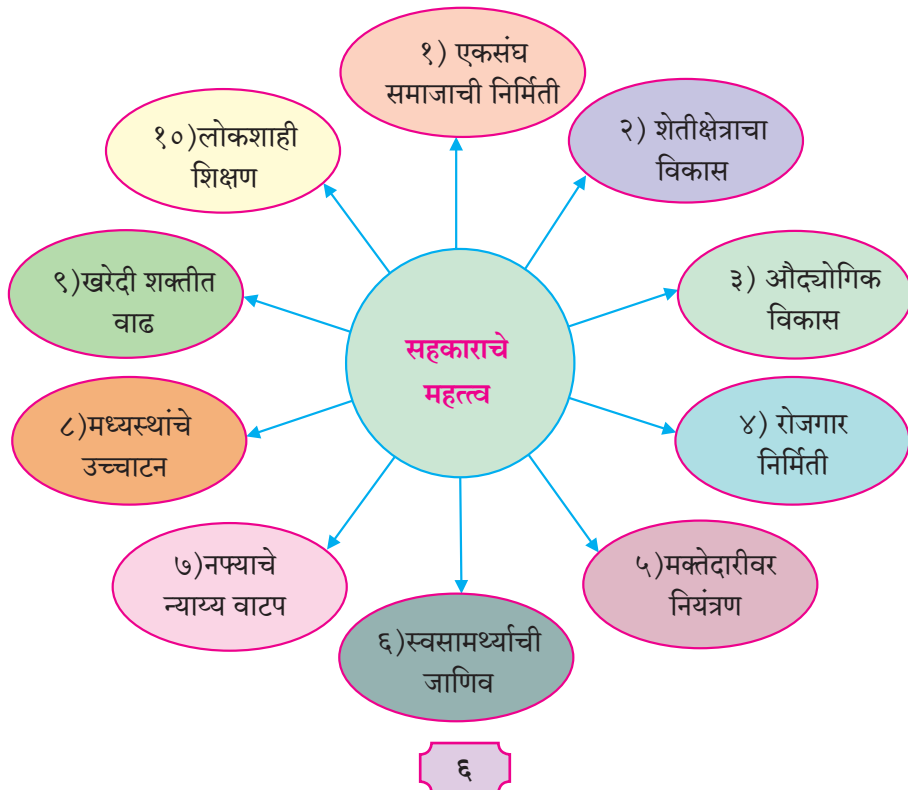 सहकाराचे
महत्त्व
१) एकसंघ
समाजाची निर्मिती
२) शेतीक्षेत्राचा
विकास
३) औद्योगिक
विकास
४) रोजगार
निर्मिती
५)मक्तेदारीवर
नियंत्रण
६)स्वसामर्थ्याची
जाणिव
७)नफ्याचे
न्याय्य वाटप
८)मध्यस्थांचे
उच्चाटन
९)खरेदी शक्तीत
वाढ
१०)लोकशाही
शिक्षण
६